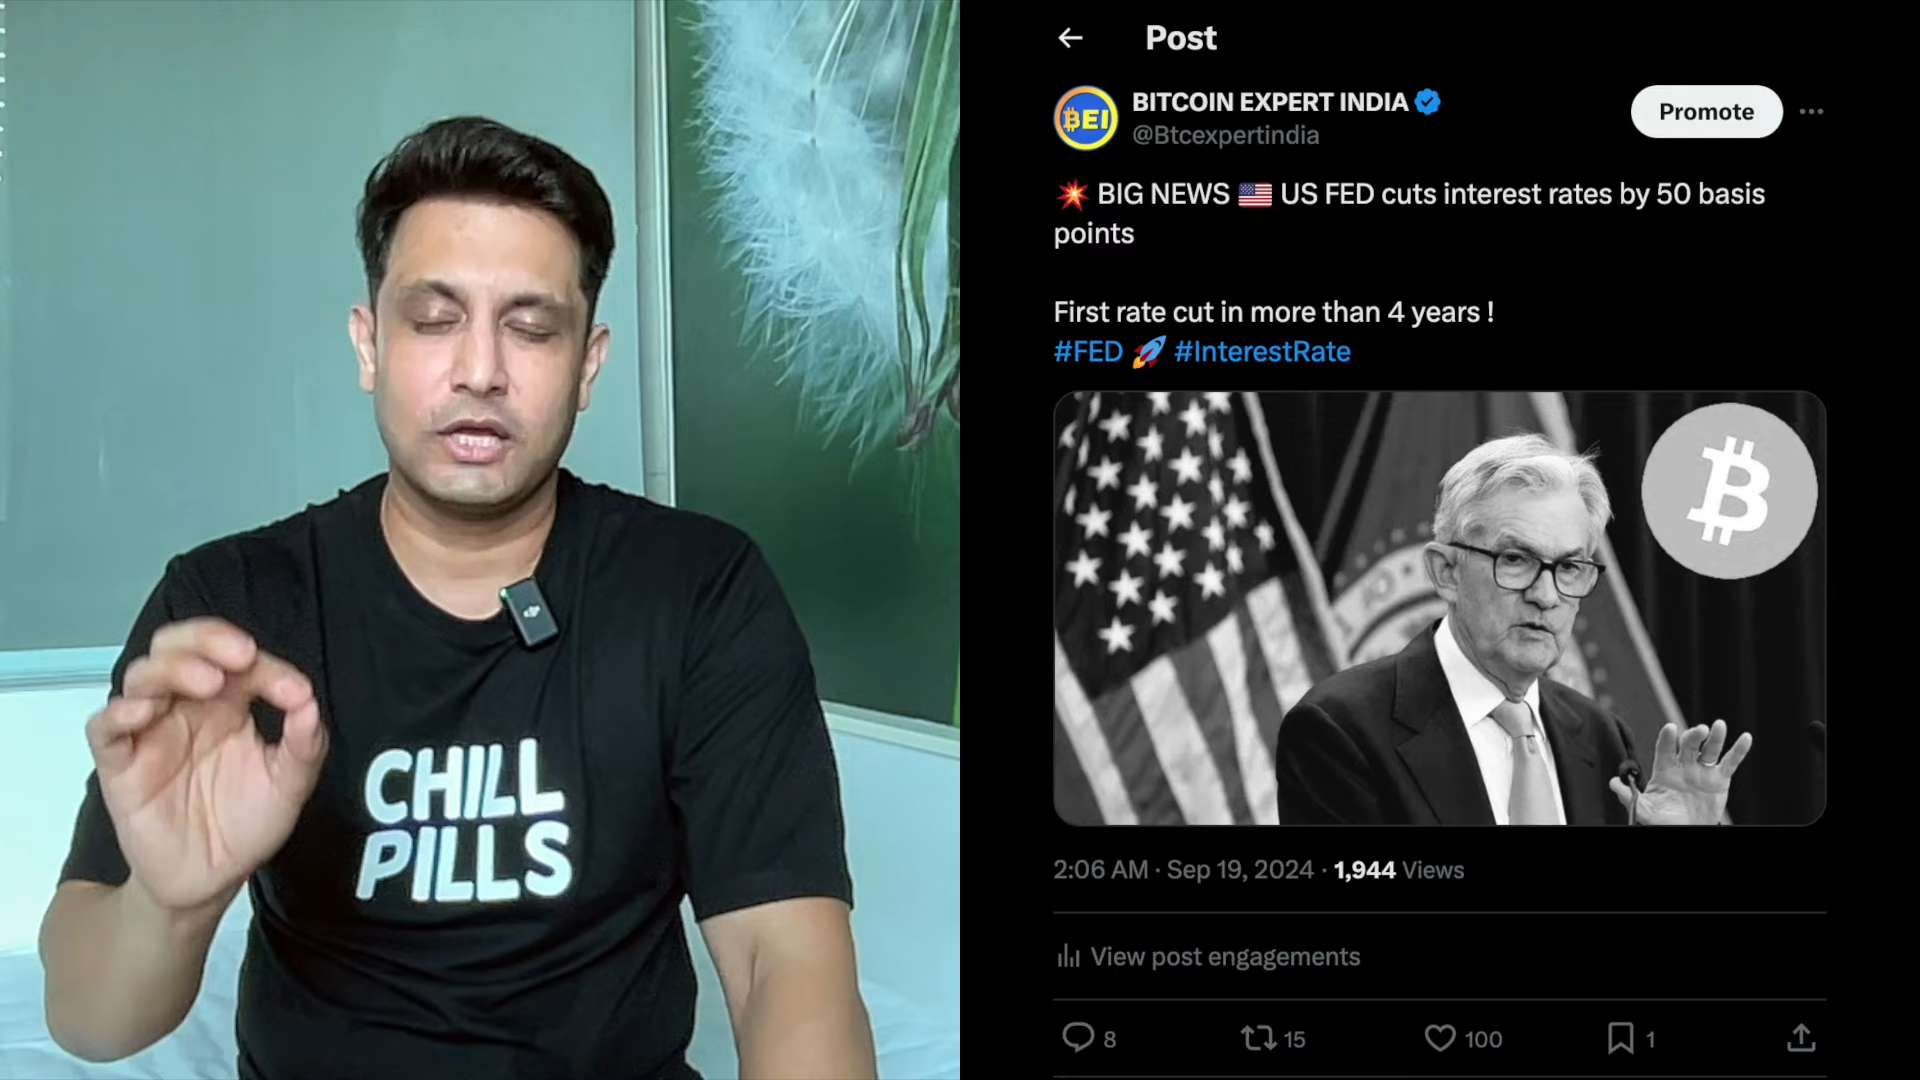 CHILL
PILLS
Post
BEI
BITCOIN EXPERT INDIA
@Btcexpertindia
Promote
💥 BIG NEWS 🇺🇸 US FED cuts interest rates by 50 basis
points
First rate cut in more than 4 years !
#FED 🚀 #InterestRate
2:06 AM · Sep 19, 2024 · 1,944 Views
View post engagements
8 15 100 1